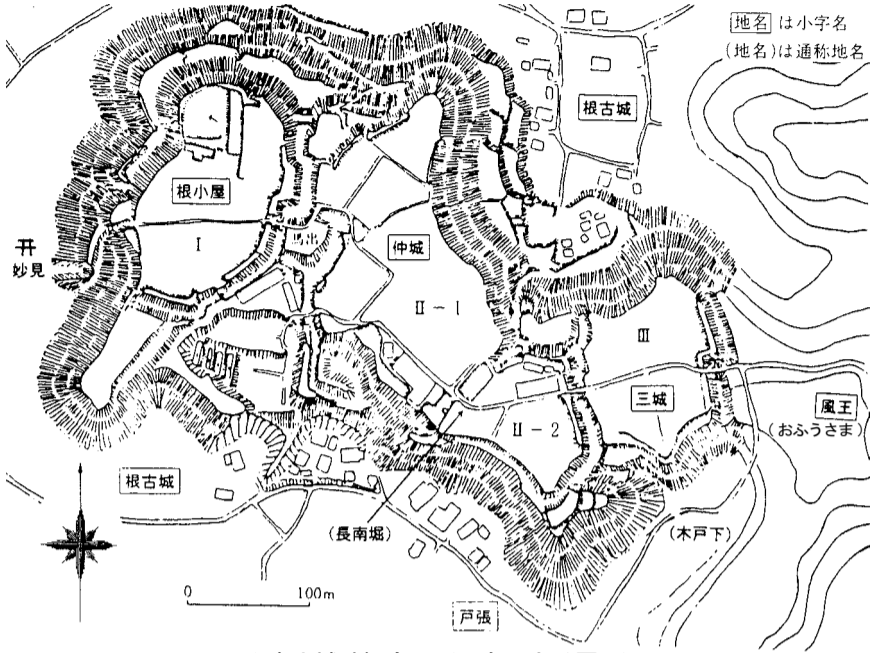 地名 は小字名
(地名)は通称地名
根古城
根小屋
妙見
I
馬出
仲城
II-1
III
三城
II-2
風王
(おふうさま)
根古城
(長南堀)
(木戸下)
0 100m
戸張